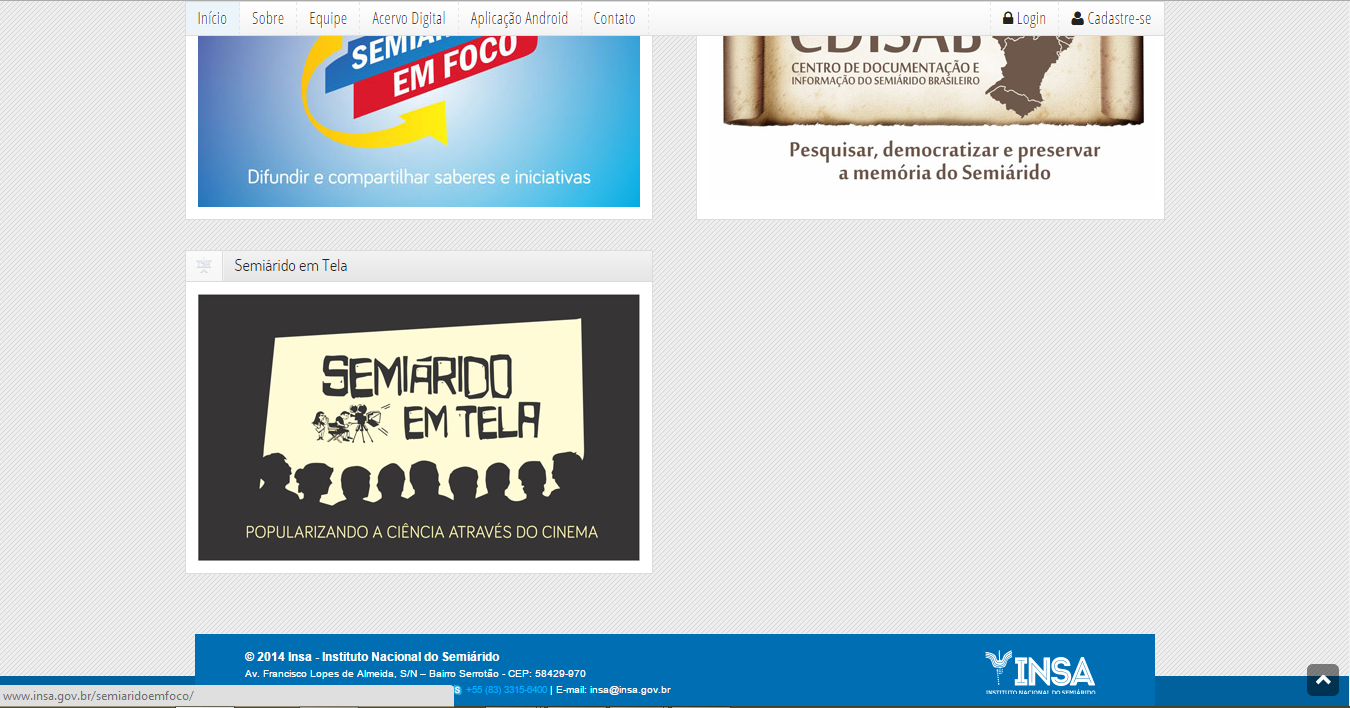 Início Sobre Equipe Acervo Digital Aplicação Android Contato Login Cadastre-se
EM FOCO
Difundir e compartilhar saberes e iniciativas
CENTRO DE DOCUMENTAÇÃO E
INFORMAÇÃO DO SEMIÁRIDO BRASILEIRO
Pesquisar, democratizar e preservar
a memória do Semiárido
Semiárido em Tela
SEMIÁRIDO
EM TELA
POPULARIZANDO A CIÊNCIA ATRAVÉS DO CINEMA
© 2014 Insa - Instituto Nacional do Semiárido
Av. Francisco Lopes de Almeida, S/N – Bairro Serrotão - CEP: 58429-970
+55 (83) 3315-6400 | E-mail: insa@insa.gov.br
INSA
INSTITUTO NACIONAL DO SEMIÁRIDO
www.insa.gov.br/semiaridoemfoco/